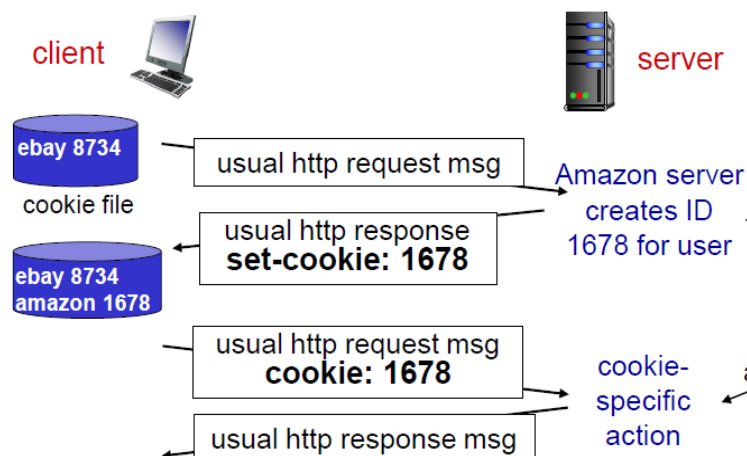 client
server
ebay 8734
usual http request msg
cookie file
Amazon server
creates ID
1678 for user
usual http response
set-cookie: 1678
ebay 8734
amazon 1678
usual http request msg
cookie: 1678
cookie-
specific
action
a
usual http response msg